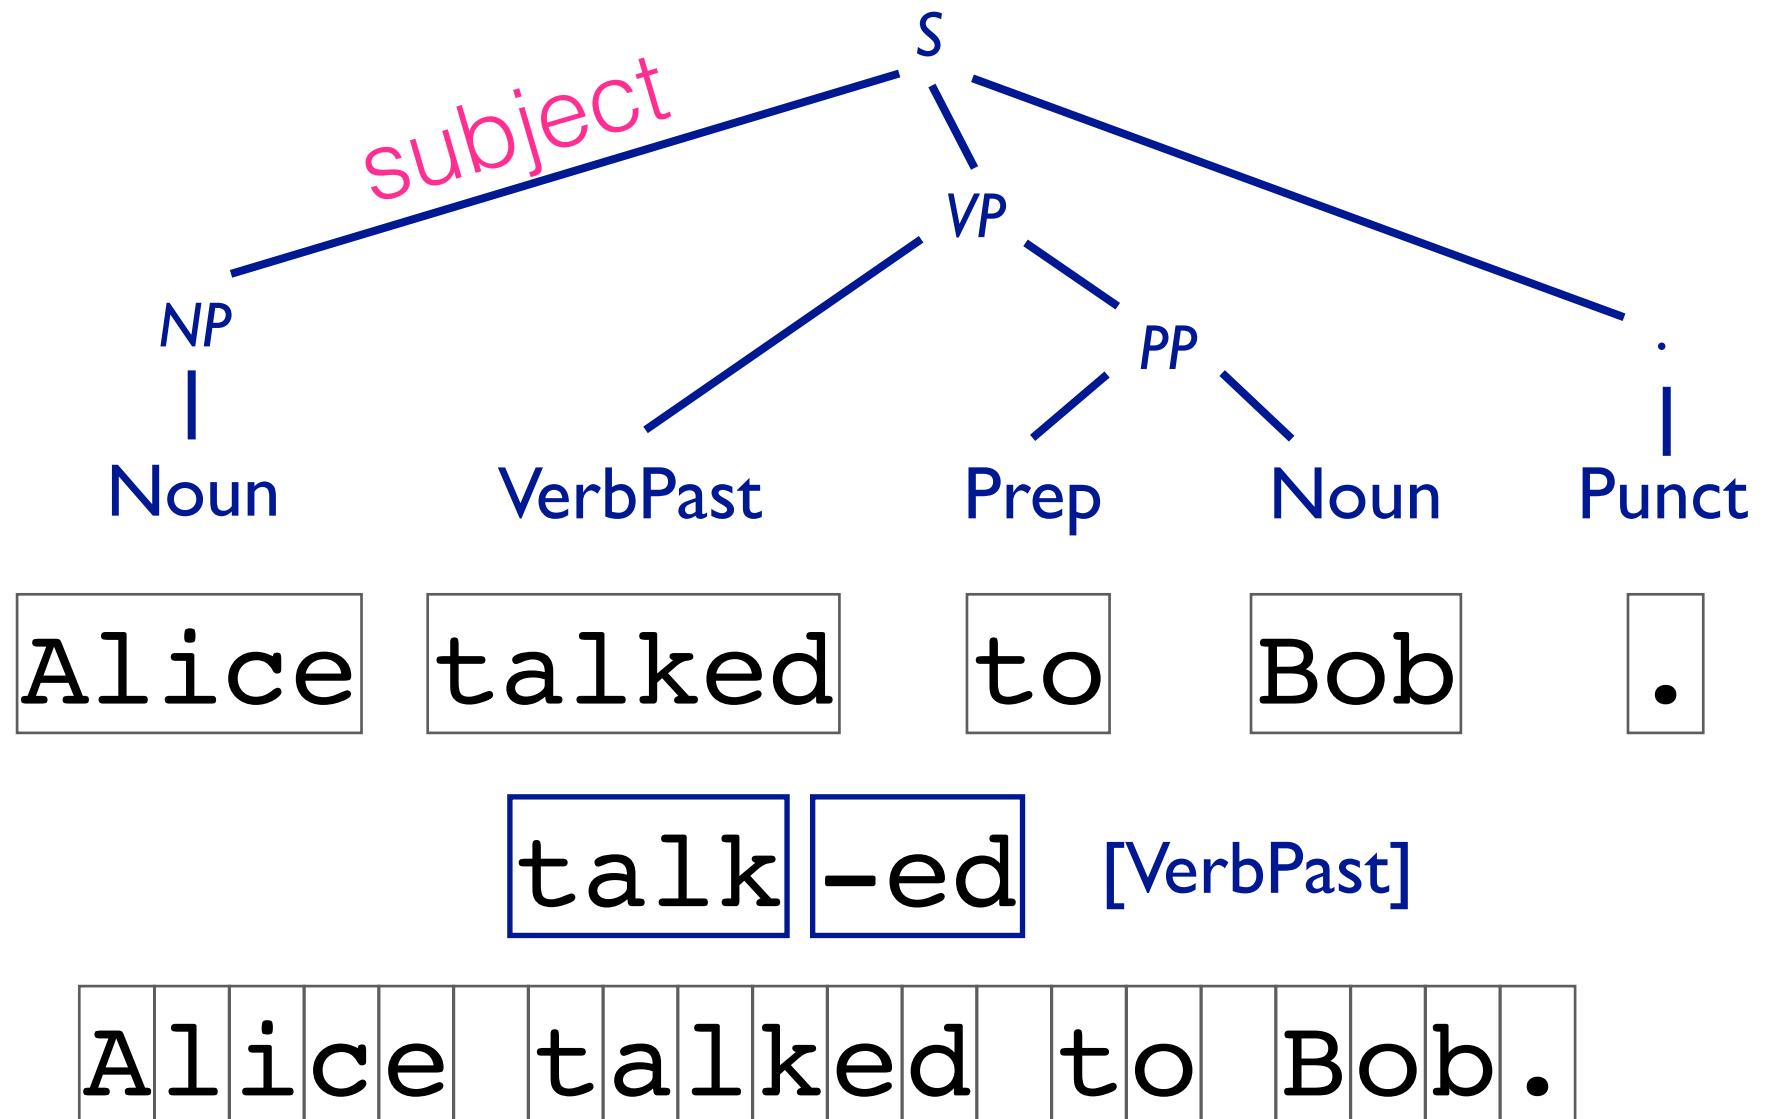 S
subject
VP
NP
PP
.
Noun VerbPast Prep Noun Punct
Alice talked to Bob .
talk -ed [VerbPast]
Alice talked to Bob.